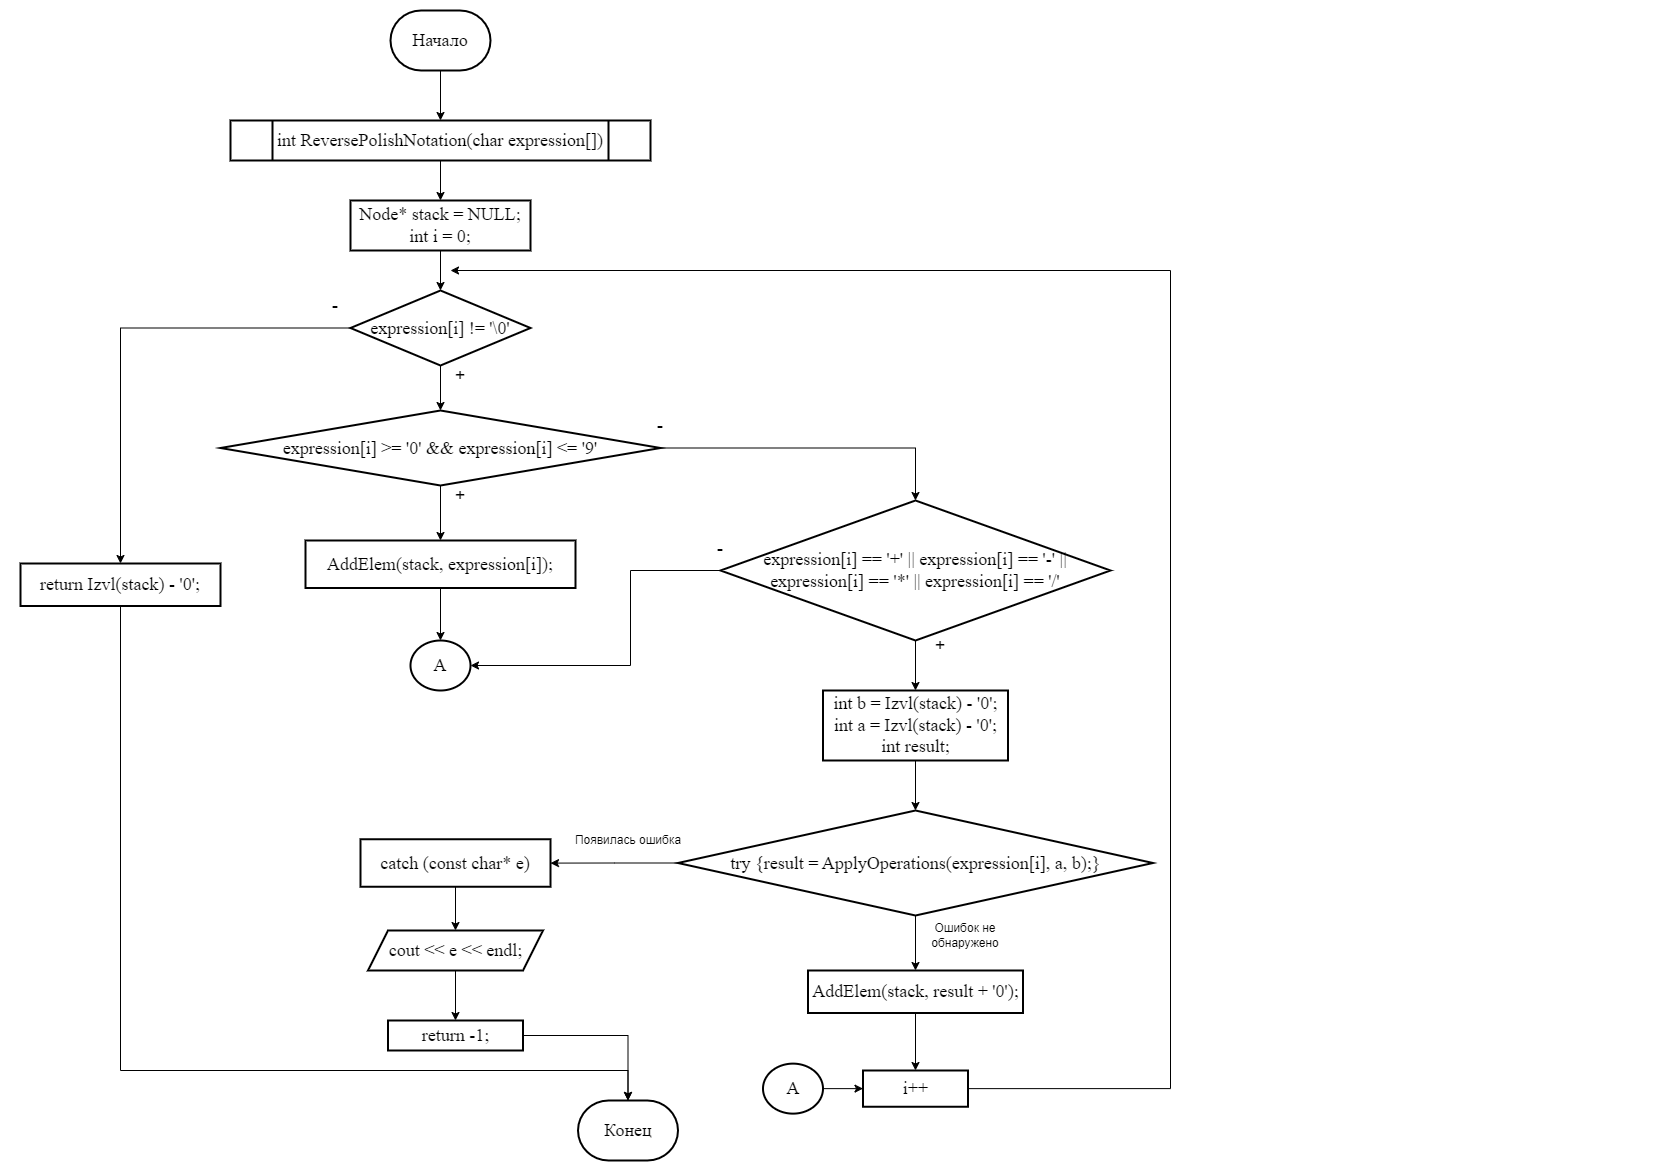 Начало
int ReversePolishNotation(char expression[])
Node* stack = NULL;
int i = 0;
-
expression[i] != '\0'
+
-
expression[i] >= '0' && expression[i] <= '9'
+
-
expression[i] == '+' || expression[i] == '-' ||
expression[i] == '*' || expression[i] == '/'
AddElem(stack, expression[i]);
return Izvl(stack) - '0';
+
A
int b = Izvl(stack) - '0';
int a = Izvl(stack) - '0';
int result;
Появилась ошибка
catch (const char* e)
try {result = ApplyOperations(expression[i], a, b);}
Ошибок не
обнаружено
cout << e << endl;
AddElem(stack, result + '0');
return -1;
A
i++
Конец